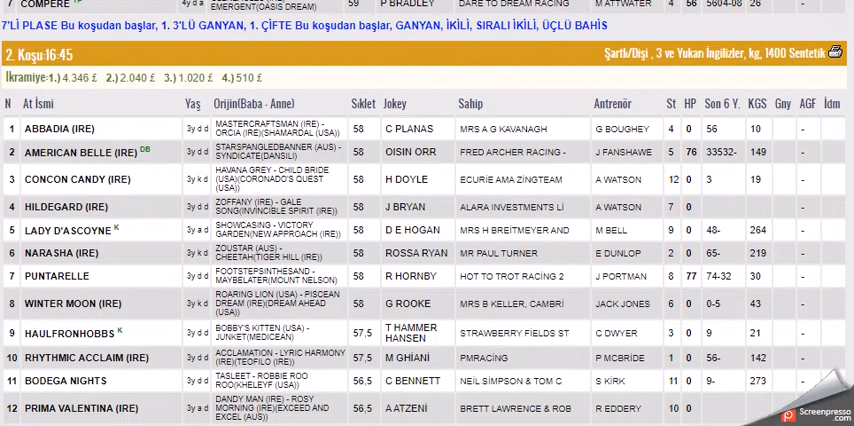 7 COMPERE TP 4y d a EMERGENT(OASIS DREAM) 59 P BRADLEY DARE TO DREAM RACING M ATTWATER 4 56 5604-08 26 -
7'Lİ PLASE Bu koşudan başlar, 1. 3'LÜ GANYAN, 1. ÇİFTE Bu koşudan başlar, GANYAN, İKİLİ, SIRALI İKİLİ, ÜÇLÜ BAHİS
2. Koşu:16:45 Şartlı/Dişi , 3 ve Yukarı İngilizler, kg, 1400 Sentetik
İkramiye:1.) 4.346 £ 2.) 2.040 £ 3.) 1.020 £ 4.) 510 £
N At İsmi Yaş Orijin(Baba - Anne) Sıklet Jokey Sahip Antrenör St HP Son 6 Y. KGS Gny AGF İdm
1 ABBADIA (IRE) 3y d d MASTERCRAFTSMAN (IRE) - ORCIA (IRE)(SHAMARDAL (USA)) 58 C PLANAS MRS A G KAVANAGH G BOUGHEY 4 0 56 10 -
2 AMERICAN BELLE (IRE) DB 3y d d STARSPANGLEDBANNER (AUS) - SYNDICATE(DANSILI) 58 OISIN ORR FRED ARCHER RACING - J FANSHAWE 5 76 33532- 149 -
3 CONCON CANDY (IRE) 3y k d HAVANA GREY - CHILD BRIDE (USA)(CORONADO'S QUEST (USA)) 58 H DOYLE ECURİE AMA ZİNGTEAM A WATSON 12 0 3 19 -
4 HILDEGARD (IRE) 3y d d ZOFFANY (IRE) - GALE SONG(INVINCIBLE SPIRIT (IRE)) 58 J BRYAN ALARA INVESTMENTS Lİ A WATSON 7 0 -
5 LADY D'ASCOYNE K 3y a d SHOWCASING - VICTORY GARDEN(NEW APPROACH (IRE)) 58 D E HOGAN MRS H BREITMEYER AND M BELL 9 0 48- 264 -
6 NARASHA (IRE) 3y k d ZOUSTAR (AUS) - CHEETAH(TIGER HILL (IRE)) 58 ROSSA RYAN MR PAUL TURNER E DUNLOP 2 0 65- 219 -
7 PUNTARELLE 3y d d FOOTSTEPSINTHESAND - MAYBELATER(MOUNT NELSON) 58 R HORNBY HOT TO TROT RACİNG 2 J PORTMAN 8 77 74-32 30 -
8 WINTER MOON (IRE) 3y k d ROARING LION (USA) - PISCEAN DREAM (IRE)(DREAM AHEAD (USA)) 58 G ROOKE MRS B KELLER, CAMBRİ JACK JONES 6 0 0-5 43 -
9 HAULFRONHOBBS K 3y a d BOBBY'S KITTEN (USA) - JUNKET(MEDICEAN) 57,5 T HAMMER HANSEN STRAWBERRY FİELDS ST C DWYER 3 0 9 21 -
10 RHYTHMIC ACCLAIM (IRE) 3y d d ACCLAMATION - LYRIC HARMONY (IRE)(TEOFILO (IRE)) 57,5 M GHIANI PMRACİNG P MCBRIDE 1 0 56- 142 -
11 BODEGA NIGHTS 3y k d TASLEET - ROBBIE ROO ROO(KHELEYF (USA)) 56,5 C BENNETT NEİL SİMPSON & TOM C S KIRK 11 0 9- 273 -
12 PRIMA VALENTINA (IRE) 3y a d DANDY MAN (IRE) - ROSY MORNING (IRE)(EXCEED AND EXCEL (AUS)) 56,5 A ATZENI BRETT LAWRENCE & ROB R EDDERY 10 0 -
Screenpresso
.com